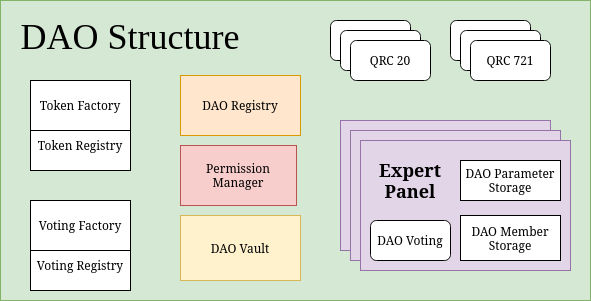 DAO Structure
QRC 20
QRC 721
Token Factory
Token Registry
DAO Registry
Permission
Manager
Voting Factory
Voting Registry
DAO Vault
Expert
Panel
DAO Parameter
Storage
DAO Voting
DAO Member
Storage